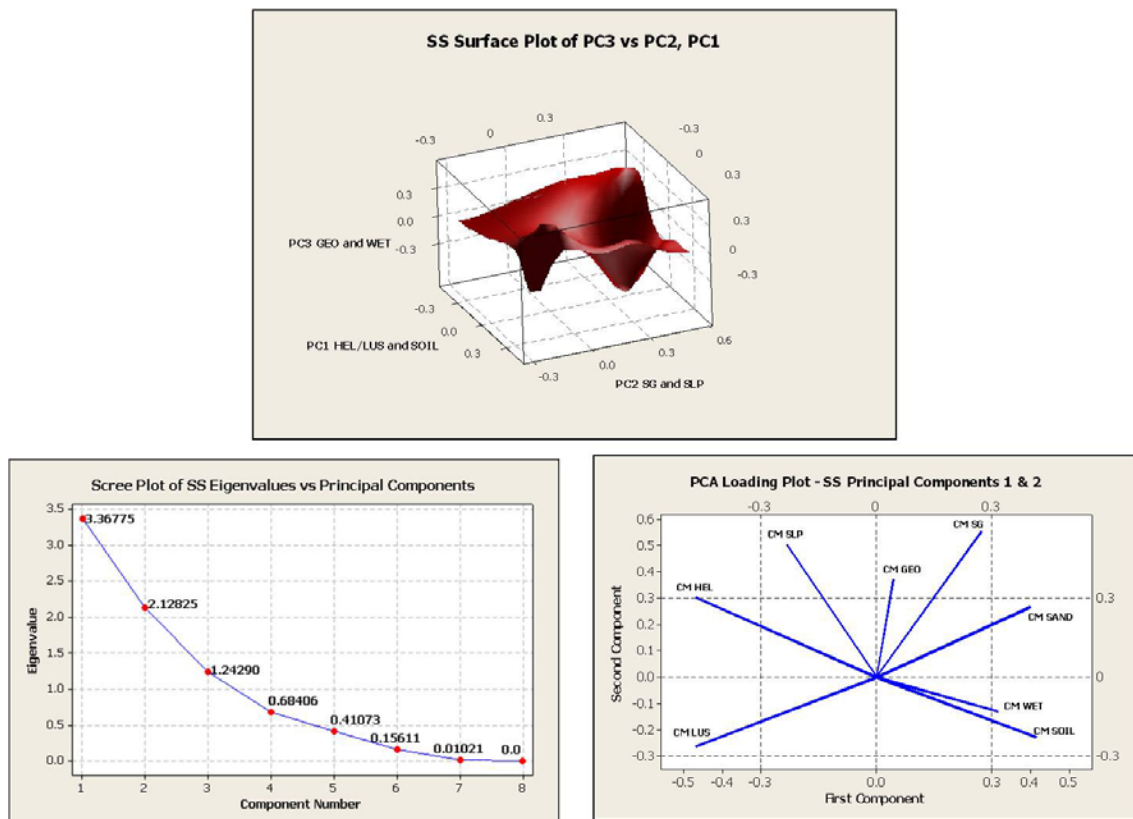 SS Surface Plot of PC3 vs PC2, PC1
-0.3
0
0.3
-0.3
0
0.3
0.3
0.0
-0.3
0.3
0
-0.3
PC3 GEO and WET
-0.3
0.0
0.3
PC1 HEL/LUS and SOIL
-0.3
0.0
0.3
0.6
PC2 SG and SLP
Scree Plot of SS Eigenvalues vs Principal Components
3.5
3.0
2.5
2.0
1.5
1.0
0.5
0.0
Eigenvalue
3.36775
2.12825
1.24290
0.68406
0.41073
0.15611
0.01021
0.0
1 2 3 4 5 6 7 8
Component Number
PCA Loading Plot - SS Principal Components 1 & 2
-0.3 0 0.3
0.6
0.5
0.4
0.3
0.2
0.1
0.0
-0.1
-0.2
-0.3
Second Component
CM SLP
CM SG
CM GEO
CM HEL
CM SAND
CM WET
CM LUS
CM SOIL
0.3
0
-0.3
-0.5 -0.3 0.0 0.3 0.4 0.5
First Component